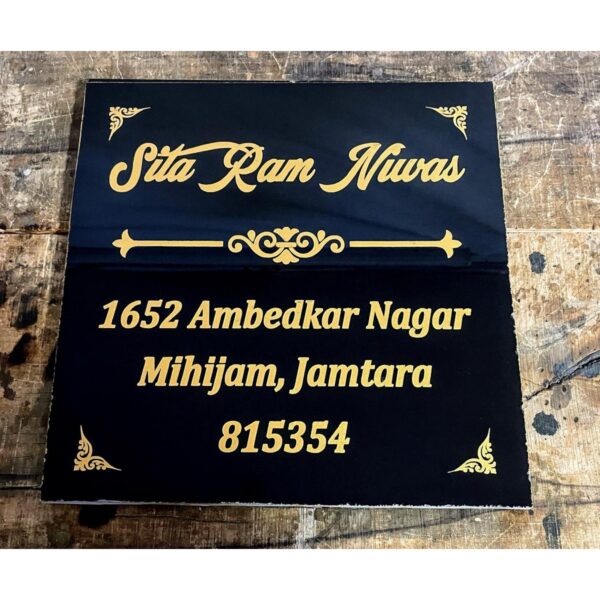 Sita Ram Niwas
1652 Ambedkar Nagar
Mihijam, Jamtara
815354